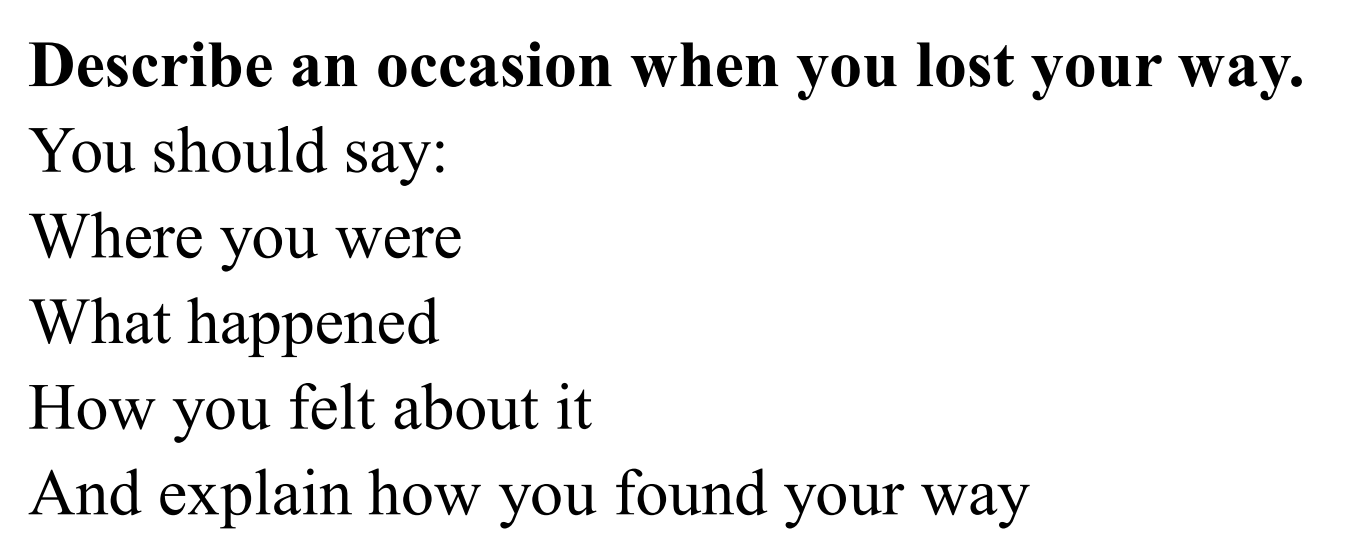 Describe an occasion when you lost your way.
You should say:
Where you were
What happened
How you felt about it
And explain how you found your way